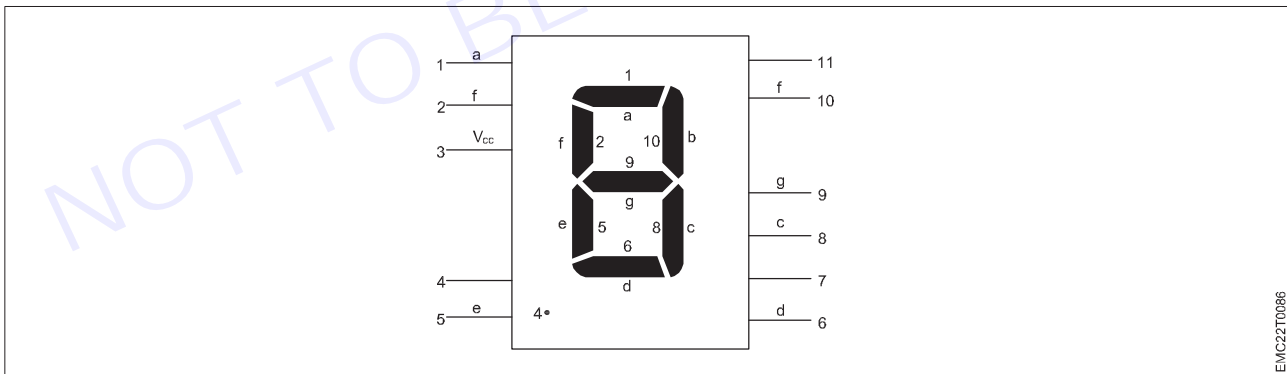 NOT TO BE
1 a
2 f
3 Vcc
4
5 e
11
f 10
g 9
c 8
7
d 6
1
a
f 2 10 b
9
g
e 5 8 c
6
d
4
EMC22T0086